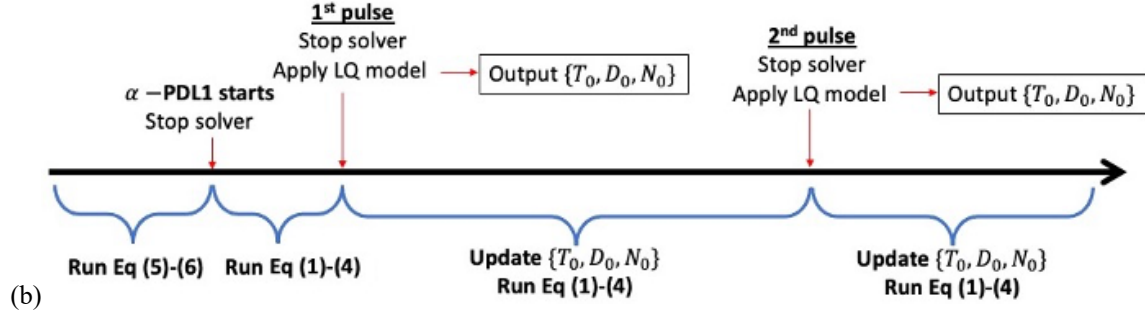 1st pulse
Stop solver
Apply LQ model
Output {T₀, D₀, N₀}
2nd pulse
Stop solver
Apply LQ model
Output {T₀, D₀, N₀}
α −PDL1 starts
Stop solver
Run Eq (5)-(6)
Run Eq (1)-(4)
Update {T₀, D₀, N₀}
Run Eq (1)-(4)
Update {T₀, D₀, N₀}
Run Eq (1)-(4)
(b)